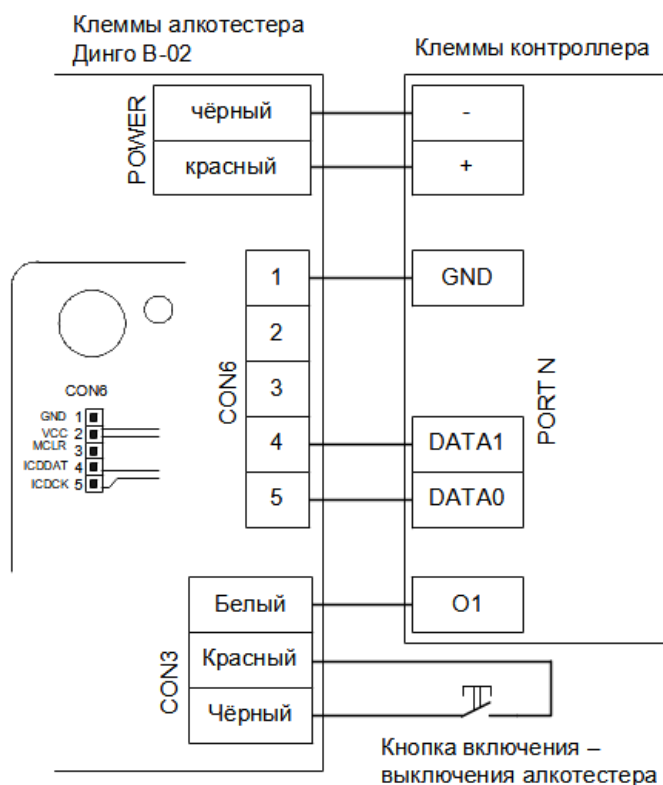 Клеммы алкотестера
Динго В-02
Клеммы контроллера
POWER
чёрный
-
красный
+
CON6
1
GND
2
3
4
DATA1
5
DATA0
PORT N
CON6
GND 1
VCC 2
MCLR 3
ICDDAT 4
ICDCK 5
CON3
Белый
O1
Красный
Чёрный
Кнопка включения –
выключения алкотестера